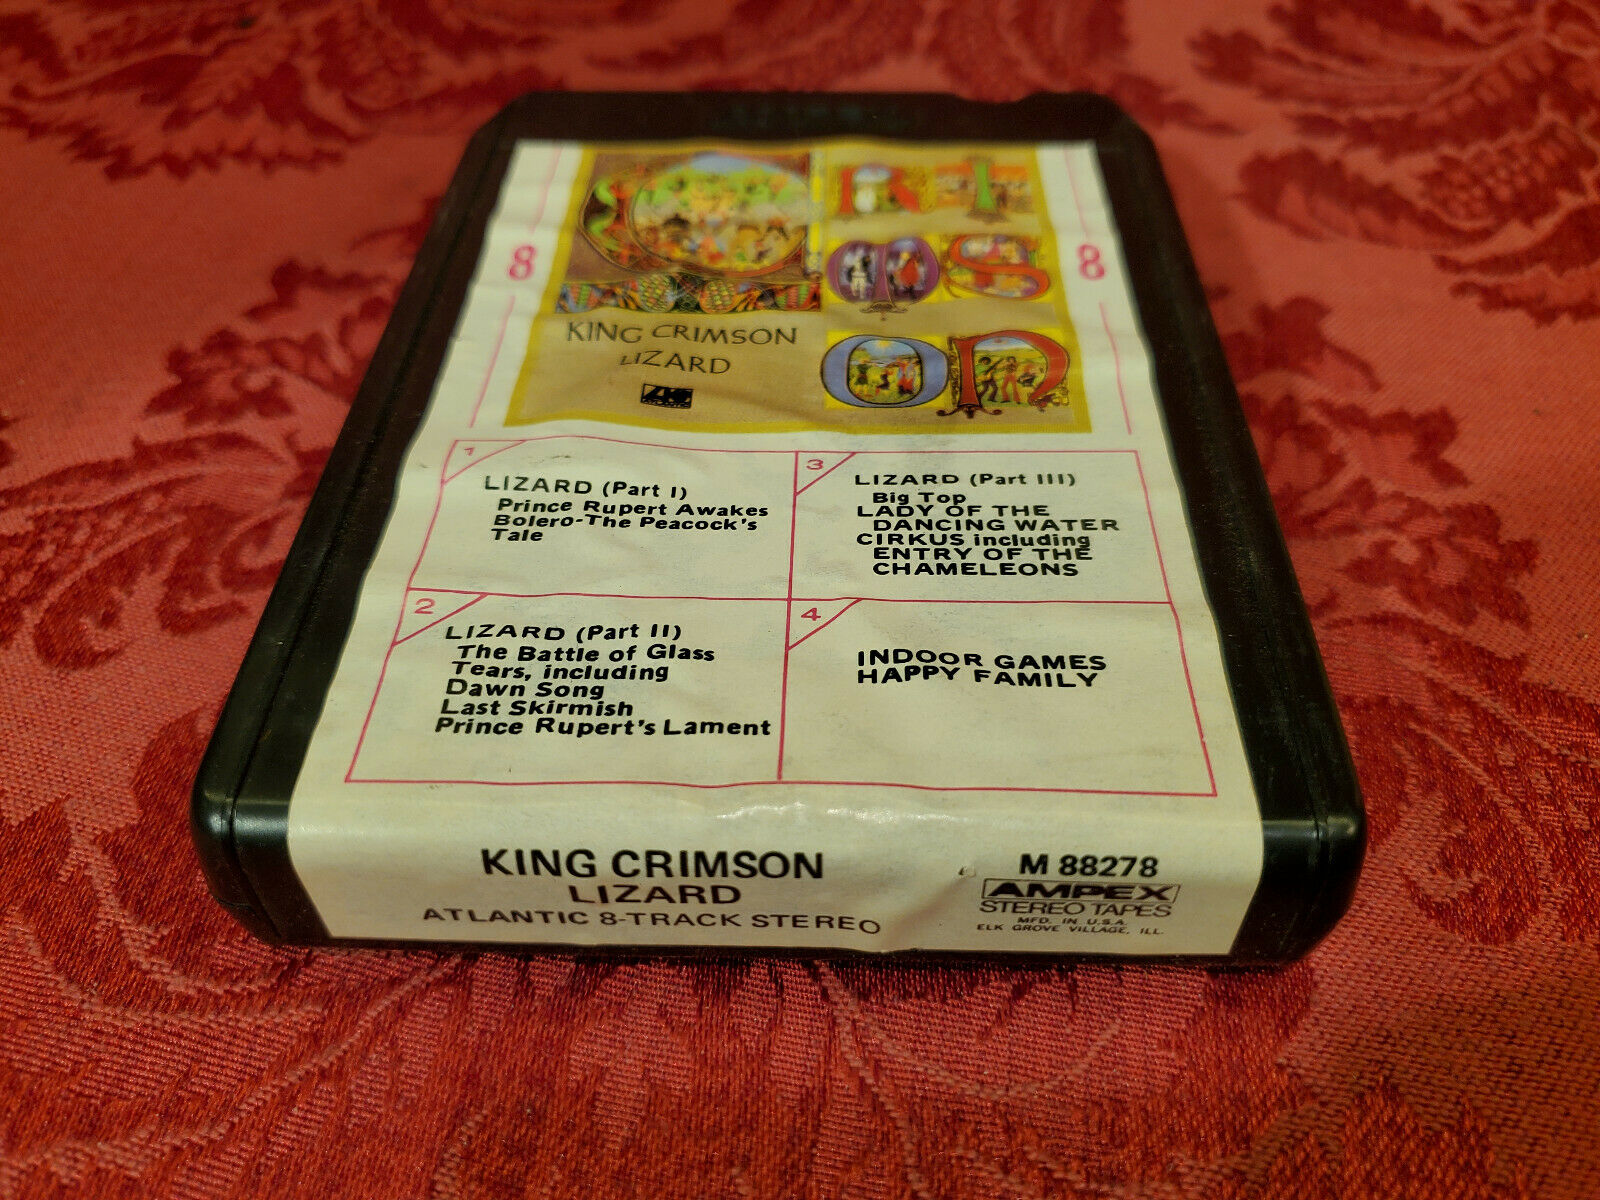 8
8
C R I
M S
ON
KING CRIMSON
LIZARD
ATLANTIC
1
LIZARD (Part I)
Prince Rupert Awakes
Bolero-The Peacock's
Tale
2
LIZARD (Part II)
The Battle of Glass
Tears, including
Dawn Song
Last Skirmish
Prince Rupert's Lament
3
LIZARD (Part III)
Big Top
LADY OF THE
DANCING WATER
CIRKUS including
ENTRY OF THE
CHAMELEONS
4
INDOOR GAMES
HAPPY FAMILY
KING CRIMSON
LIZARD
ATLANTIC 8-TRACK STEREO
M 88278
AMPEX
STEREO TAPES
MFD. IN U.S.A.
ELK GROVE VILLAGE, ILL.